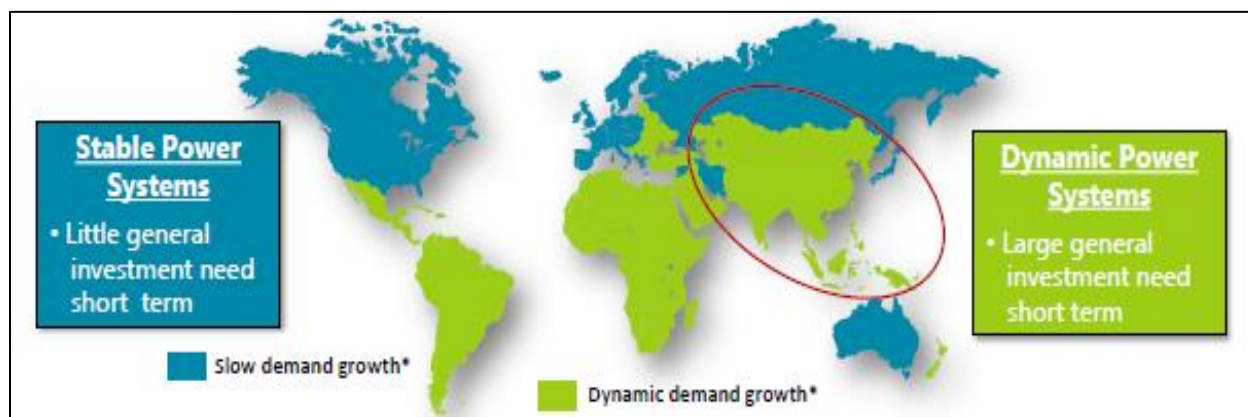 Stable Power
Systems
• Little general
investment need
short term
Dynamic Power
Systems
• Large general
investment need
short term
Slow demand growth*
Dynamic demand growth*